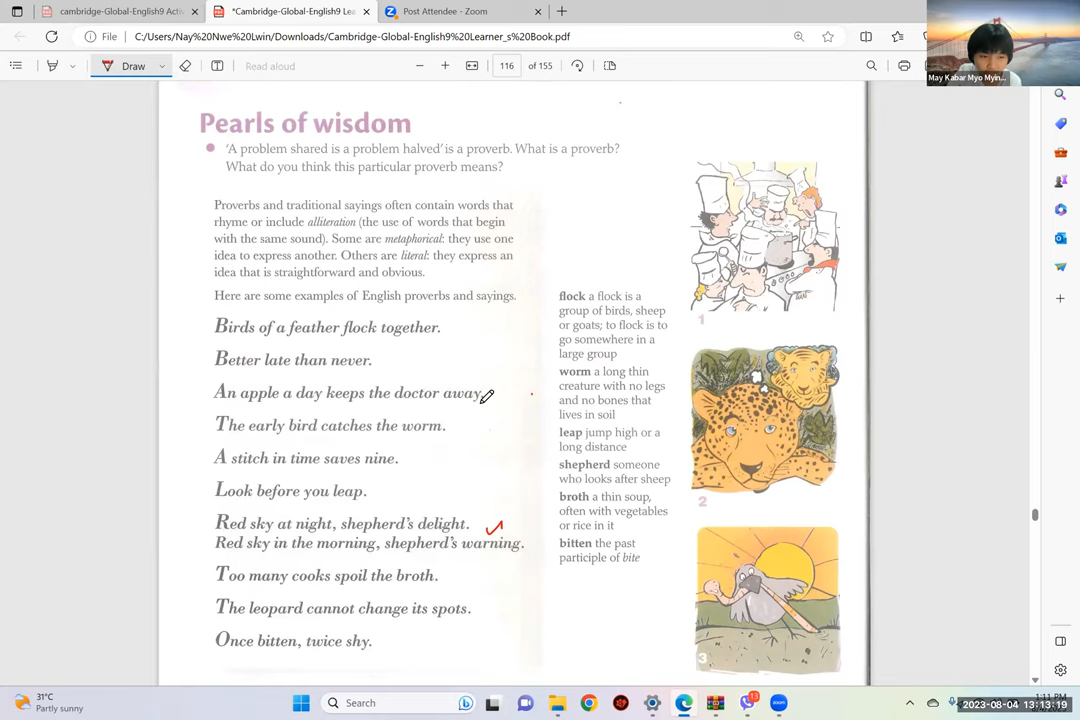 cambridge-Global-English9 Activ
*Cambridge-Global-English9 Lea
Post Attendee - Zoom
File
C:/Users/Nay%20Nwe%20Lwin/Downloads/Cambridge-Global-English9%20Learner_s%20Book.pdf
Draw
Read aloud
116
of 155
May Kabar Myo Myin...
Pearls of wisdom
'A problem shared is a problem halved' is a proverb. What is a proverb?
What do you think this particular proverb means?
Proverbs and traditional sayings often contain words that
rhyme or include alliteration (the use of words that begin
with the same sound). Some are metaphorical: they use one
idea to express another. Others are literal: they express an
idea that is straightforward and obvious.
Here are some examples of English proverbs and sayings.
Birds of a feather flock together.
Better late than never.
An apple a day keeps the doctor away.
The early bird catches the worm.
A stitch in time saves nine.
Look before you leap.
Red sky at night, shepherd's delight.
Red sky in the morning, shepherd's warning.
Too many cooks spoil the broth.
The leopard cannot change its spots.
Once bitten, twice shy.
flock a flock is a
group of birds, sheep
or goats; to flock is to
go somewhere in a
large group
worm a long thin
creature with no legs
and no bones that
lives in soil
leap jump high or a
long distance
shepherd someone
who looks after sheep
broth a thin soup,
often with vegetables
or rice in it
bitten the past
participle of bite
1
2
3
31°C
Partly sunny
Search
13
1:11 PM
2023-08-04 13:13:19